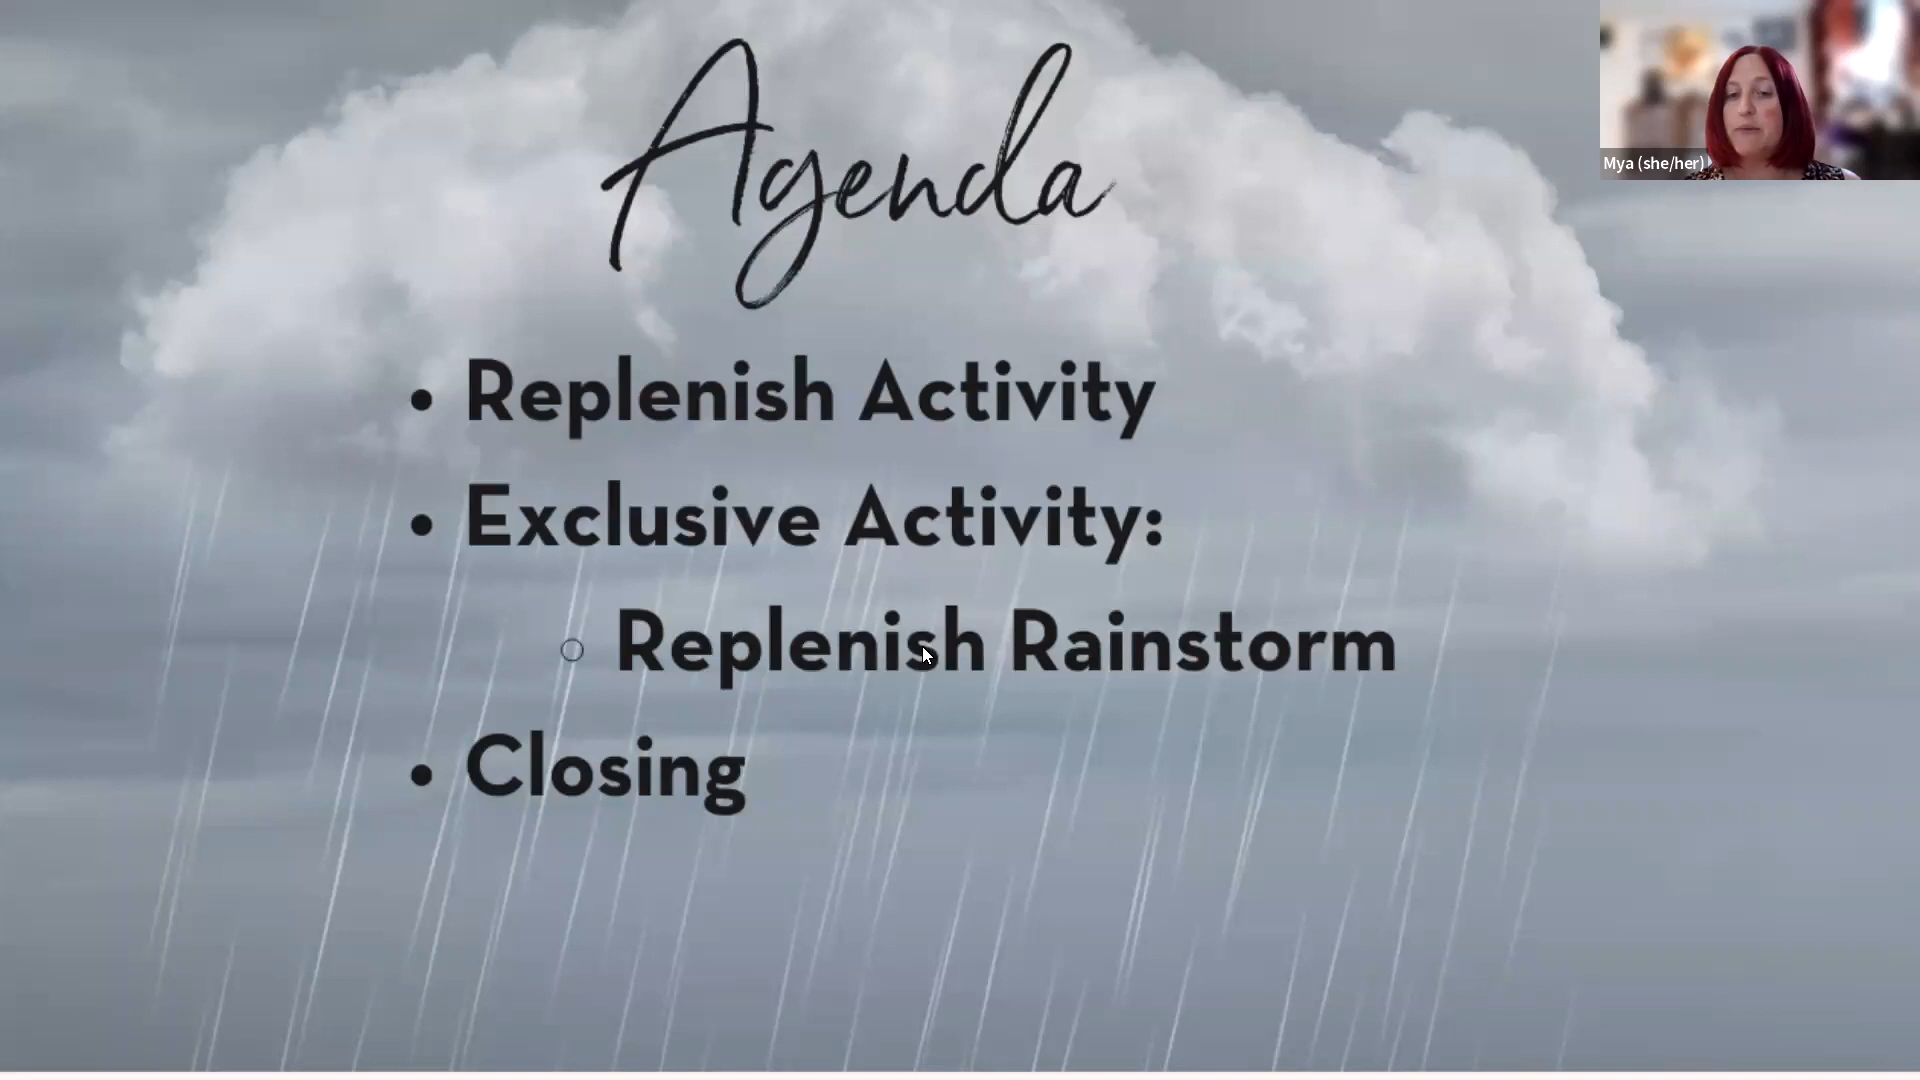 Agenda
Mya (she/her)
• Replenish Activity
• Exclusive Activity:
○ Replenish Rainstorm
• Closing